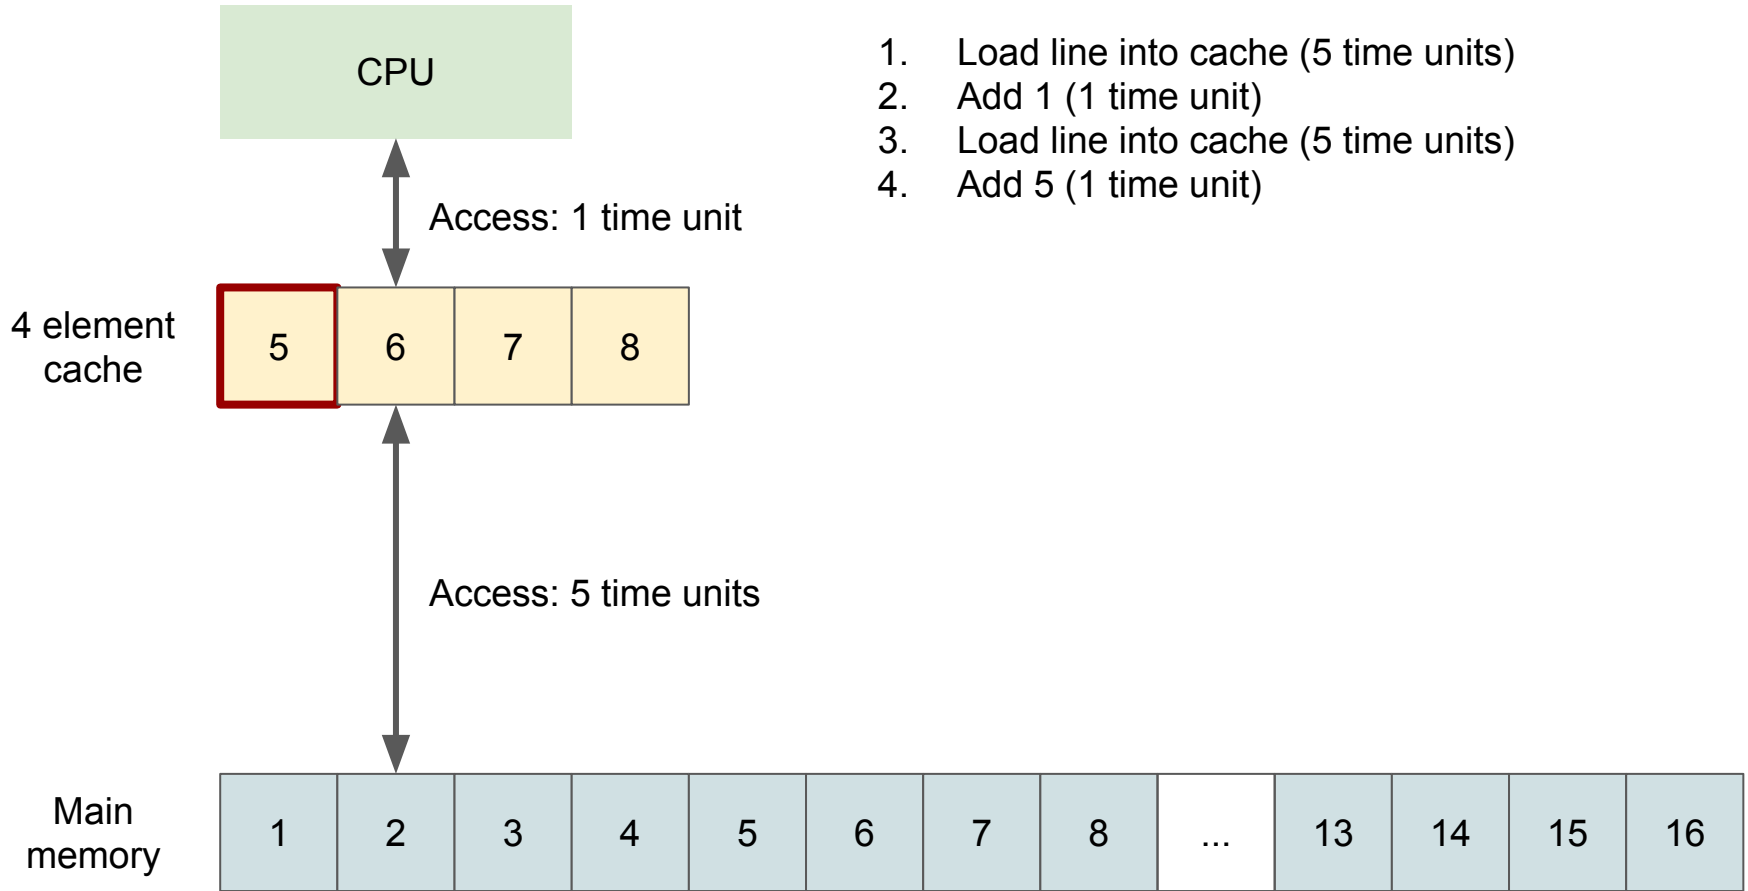 CPU
1. Load line into cache (5 time units)
2. Add 1 (1 time unit)
3. Load line into cache (5 time units)
4. Add 5 (1 time unit)
Access: 1 time unit
4 element
cache
5 6 7 8
Access: 5 time units
Main
memory
1 2 3 4 5 6 7 8 ... 13 14 15 16